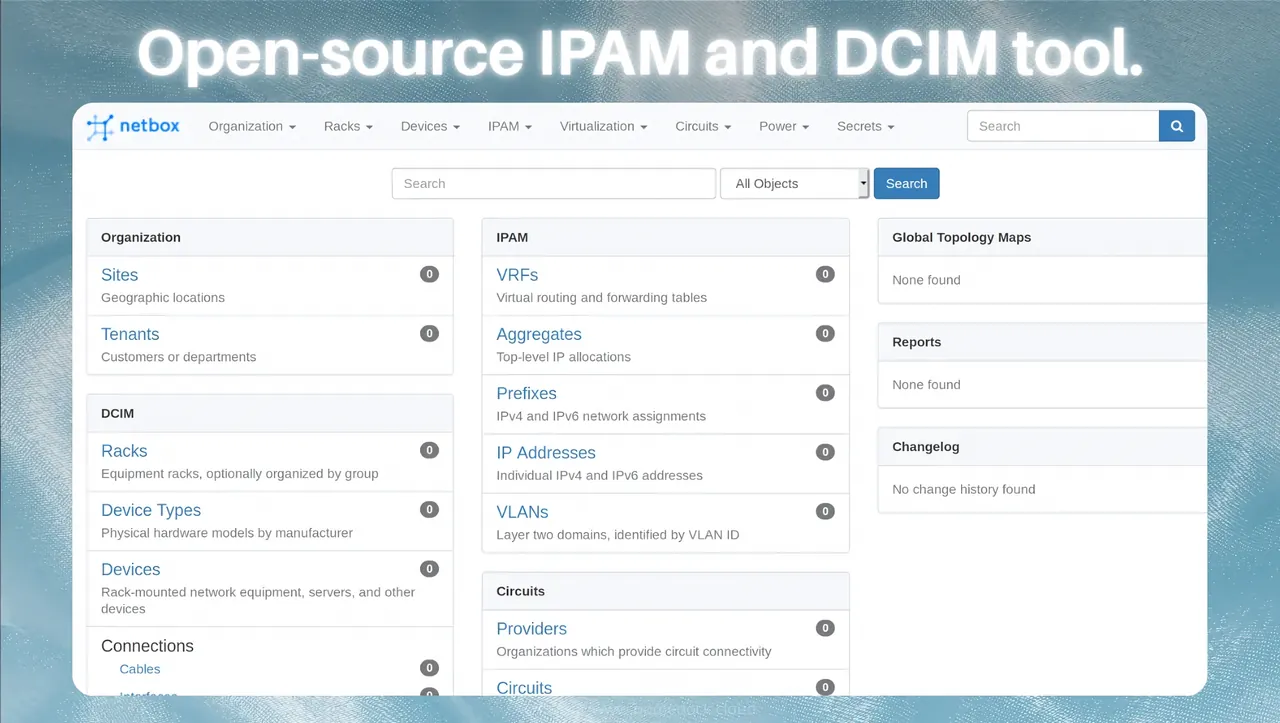 Open-source IPAM and DCIM tool.
netbox
Organization
Racks
Devices
IPAM
Virtualization
Circuits
Power
Secrets
Search
Search
All Objects
Search
Organization
Sites
0
Geographic locations
Tenants
0
Customers or departments
DCIM
Racks
0
Equipment racks, optionally organized by group
Device Types
0
Physical hardware models by manufacturer
Devices
0
Rack-mounted network equipment, servers, and other
devices
Connections
Cables
0
Interfaces
0
IPAM
VRFs
0
Virtual routing and forwarding tables
Aggregates
0
Top-level IP allocations
Prefixes
0
IPv4 and IPv6 network assignments
IP Addresses
0
Individual IPv4 and IPv6 addresses
VLANs
0
Layer two domains, identified by VLAN ID
Circuits
Providers
0
Organizations which provide circuit connectivity
Circuits
0
Global Topology Maps
None found
Reports
None found
Changelog
No change history found